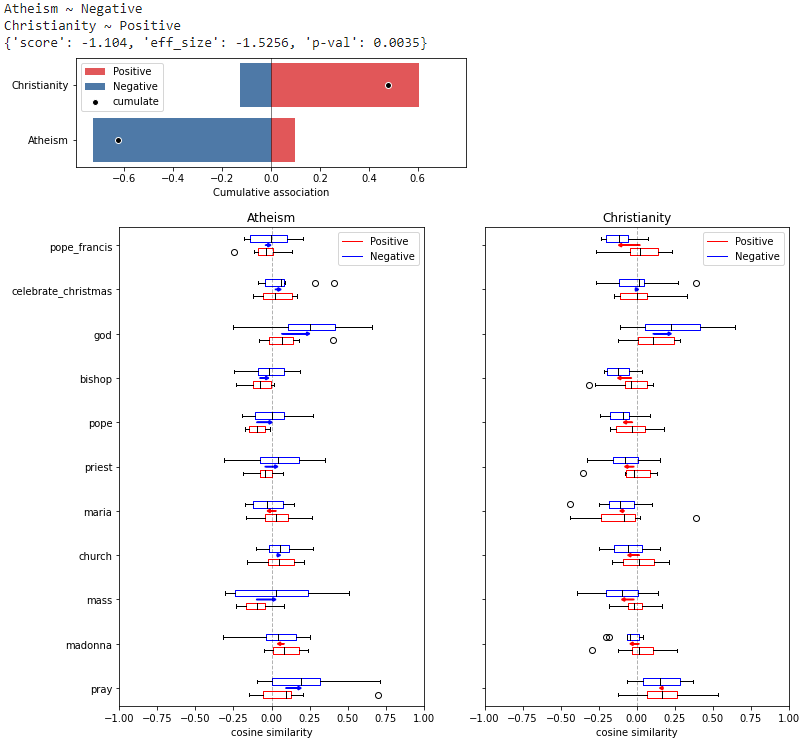 Atheism ~ Negative
Christianity ~ Positive
{'score': -1.104, 'eff_size': -1.5256, 'p-val': 0.0035}
Positive
Negative
cumulate
Christianity
Atheism
−0.6 −0.4 −0.2 0.0 0.2 0.4 0.6
Cumulative association
Atheism
Christianity
Positive
Negative
Positive
Negative
pope_francis
celebrate_christmas
god
bishop
pope
priest
maria
church
mass
madonna
pray
−1.00 −0.75 −0.50 −0.25 0.00 0.25 0.50 0.75 1.00
cosine similarity
−1.00 −0.75 −0.50 −0.25 0.00 0.25 0.50 0.75 1.00
cosine similarity